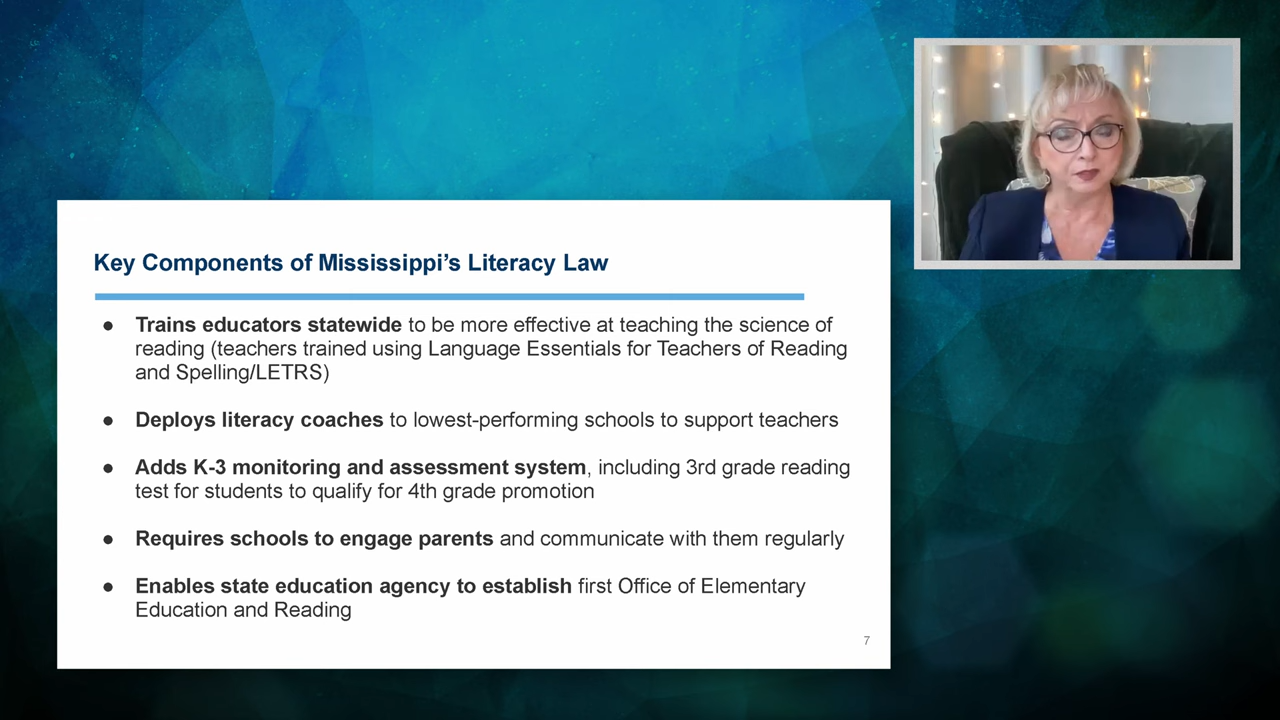 Key Components of Mississippi’s Literacy Law
● Trains educators statewide to be more effective at teaching the science of
reading (teachers trained using Language Essentials for Teachers of Reading
and Spelling/LETRS)
● Deploys literacy coaches to lowest-performing schools to support teachers
● Adds K-3 monitoring and assessment system, including 3rd grade reading
test for students to qualify for 4th grade promotion
● Requires schools to engage parents and communicate with them regularly
● Enables state education agency to establish first Office of Elementary
Education and Reading
7